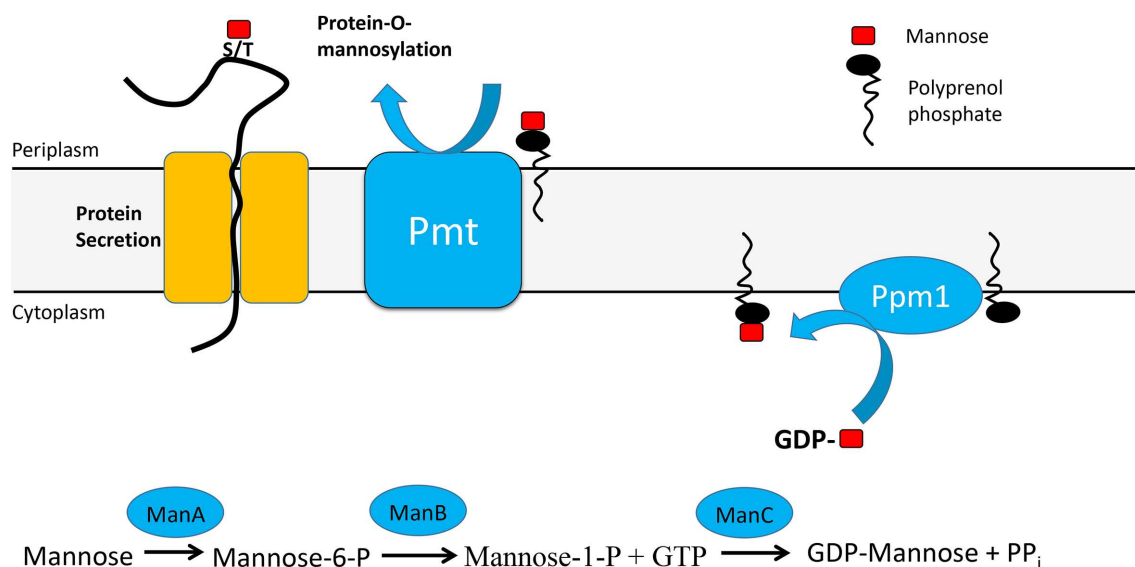 Protein-O-
mannosylation
S/T
Mannose
Polyprenol
phosphate
Periplasm
Protein
Secretion
Pmt
Cytoplasm
Ppm1
GDP-
ManA
ManB
ManC
Mannose
Mannose-6-P
Mannose-1-P + GTP
GDP-Mannose + PPi